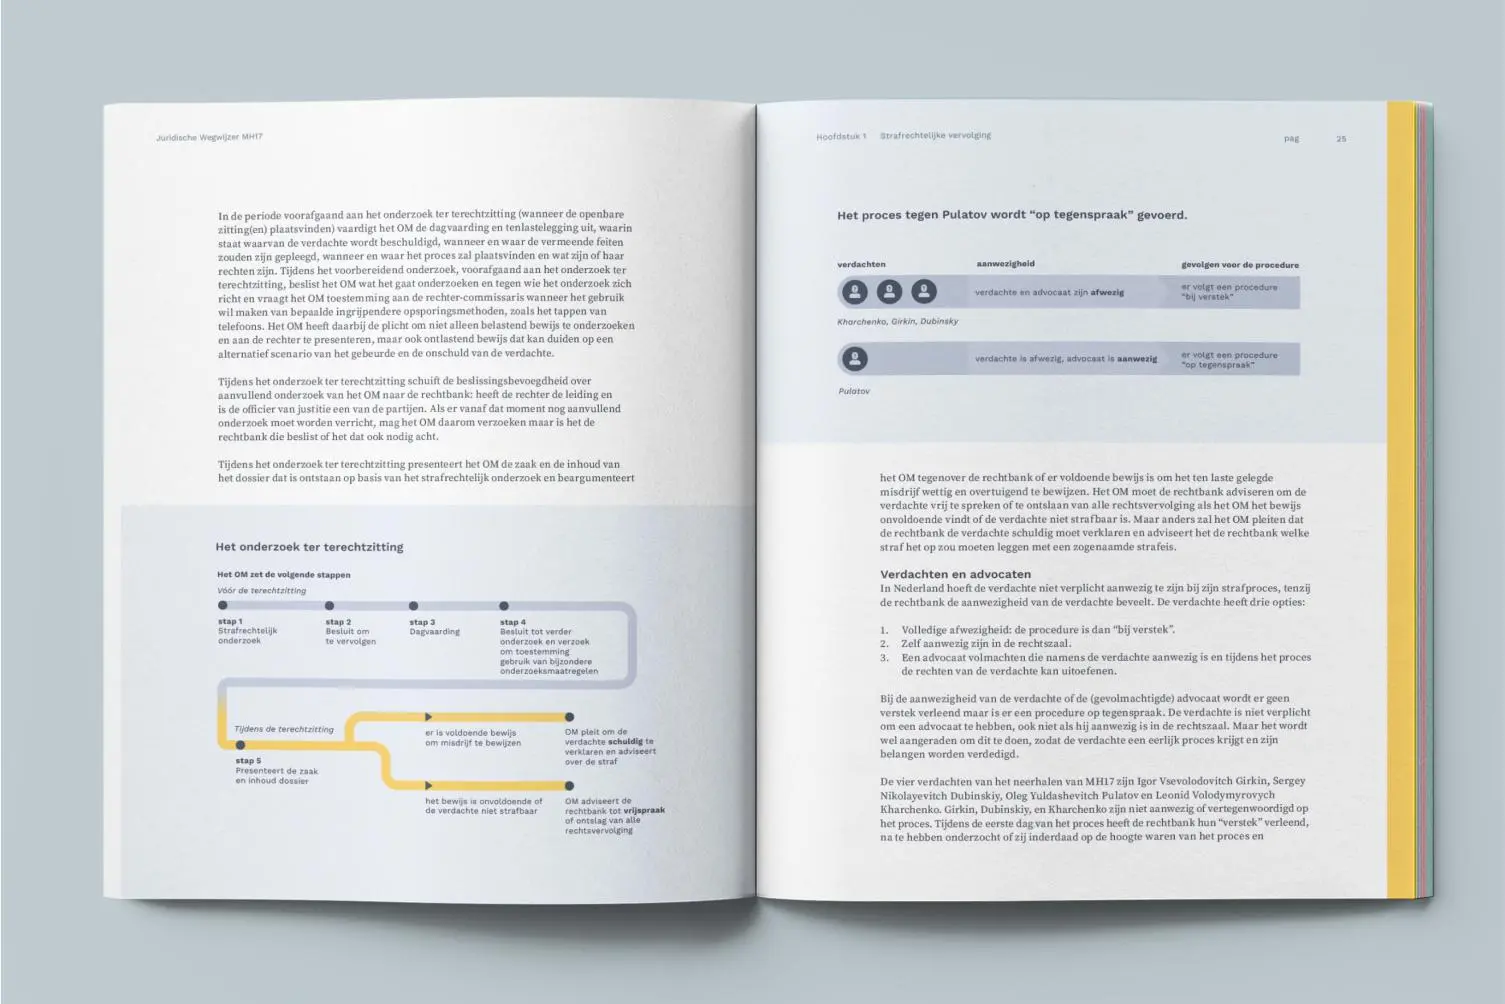 Juridische Wegwijzer MH17
In de periode voorafgaand aan het onderzoek ter terechtzitting (wanneer de openbare
zitting(en) plaatsvinden) vaardigt het OM de dagvaarding en tenlastelegging uit, waarin
staat waarvan de verdachte wordt beschuldigd, wanneer en waar de vermeende feiten
zouden zijn gepleegd, wanneer en waar het proces zal plaatsvinden en wat zijn of haar
rechten zijn. Tijdens het voorbereidend onderzoek, voorafgaand aan het onderzoek ter
terechtzitting, beslist het OM wat het gaat onderzoeken en tegen wie het onderzoek zich
richt en vraagt het OM toestemming aan de rechter-commissaris wanneer het gebruik
wil maken van bepaalde ingrijpendere opsporingsmethoden, zoals het tappen van
telefoons. Het OM heeft daarbij de plicht om niet alleen belastend bewijs te onderzoeken
en aan de rechter te presenteren, maar ook ontlastend bewijs dat kan duiden op een
alternatief scenario van het gebeurde en de onschuld van de verdachte.
Tijdens het onderzoek ter terechtzitting schuift de beslissingsbevoegdheid over
aanvullend onderzoek van het OM naar de rechtbank: heeft de rechter de leiding en
is de officier van justitie een van de partijen. Als er vanaf dat moment nog aanvullend
onderzoek moet worden verricht, mag het OM daarom verzoeken maar is het de
rechtbank die beslist of het dat ook nodig acht.
Tijdens het onderzoek ter terechtzitting presenteert het OM de zaak en de inhoud van
het dossier dat is ontstaan op basis van het strafrechtelijk onderzoek en beargumenteert
Het onderzoek ter terechtzitting
Het OM zet de volgende stappen
Vóór de terechtzitting
stap 1
Strafrechtelijk
onderzoek
stap 2
Besluit om
te vervolgen
stap 3
Dagvaarding
stap 4
Besluit tot verder
onderzoek en verzoek
om toestemming
gebruik van bijzondere
onderzoeksmaatregelen
Tijdens de terechtzitting
stap 5
Presenteert de zaak
en inhoud dossier
er is voldoende bewijs
om misdrijf te bewijzen
OM pleit om de
verdachte schuldig te
verklaren en adviseert
over de straf
het bewijs is onvoldoende of
de verdachte niet strafbaar
OM adviseert de
rechtbank tot vrijspraak
of ontslag van alle
rechtsvervolging
Hoofdstuk 1 Strafrechtelijke vervolging pag 25
Het proces tegen Pulatov wordt “op tegenspraak” gevoerd.
verdachten aanwezigheid gevolgen voor de procedure
verdachte en advocaat zijn afwezig
er volgt een procedure
“bij verstek”
Kharchenko, Girkin, Dubinsky
verdachte is afwezig, advocaat is aanwezig
er volgt een procedure
“op tegenspraak”
Pulatov
het OM tegenover de rechtbank of er voldoende bewijs is om het ten laste gelegde
misdrijf wettig en overtuigend te bewijzen. Het OM moet de rechtbank adviseren om de
verdachte vrij te spreken of te ontslaan van alle rechtsvervolging als het OM het bewijs
onvoldoende vindt of de verdachte niet strafbaar is. Maar anders zal het OM pleiten dat
de rechtbank de verdachte schuldig moet verklaren en adviseert het de rechtbank welke
straf het op zou moeten leggen met een zogenaamde strafeis.
Verdachten en advocaten
In Nederland hoeft de verdachte niet verplicht aanwezig te zijn bij zijn strafproces, tenzij
de rechtbank de aanwezigheid van de verdachte beveelt. De verdachte heeft drie opties:
1. Volledige afwezigheid: de procedure is dan “bij verstek”.
2. Zelf aanwezig zijn in de rechtszaal.
3. Een advocaat volmachten die namens de verdachte aanwezig is en tijdens het proces
de rechten van de verdachte kan uitoefenen.
Bij de aanwezigheid van de verdachte of de (gevolmachtigde) advocaat wordt er geen
verstek verleend maar is er een procedure op tegenspraak. De verdachte is niet verplicht
om een advocaat te hebben, ook niet als hij aanwezig is in de rechtszaal. Maar het wordt
wel aangeraden om dit te doen, zodat de verdachte een eerlijk proces krijgt en zijn
belangen worden verdedigd.
De vier verdachten van het neerhalen van MH17 zijn Igor Vsevolodovitch Girkin, Sergey
Nikolayevitch Dubinskiy, Oleg Yuldashevitch Pulatov en Leonid Volodymyrovych
Kharchenko. Girkin, Dubinskiy, en Kharchenko zijn niet aanwezig of vertegenwoordigd op
het proces. Tijdens de eerste dag van het proces heeft de rechtbank hun “verstek” verleend,
na te hebben onderzocht of zij inderdaad op de hoogte waren van het proces en